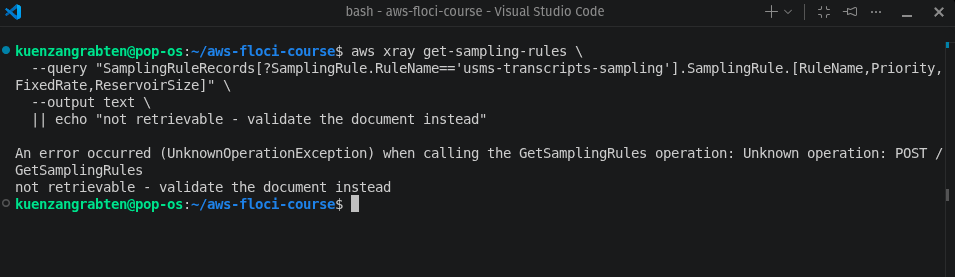 bash - aws-floci-course - Visual Studio Code
kuenzangrabten@pop-os:~/aws-floci-course$ aws xray get-sampling-rules \
--query "SamplingRuleRecords[?SamplingRule.RuleName=='usms-transcripts-sampling'].SamplingRule.[RuleName,Priority,
FixedRate,ReservoirSize]" \
--output text \
|| echo "not retrievable - validate the document instead"
An error occurred (UnknownOperationException) when calling the GetSamplingRules operation: Unknown operation: POST /
GetSamplingRules
not retrievable - validate the document instead
kuenzangrabten@pop-os:~/aws-floci-course$